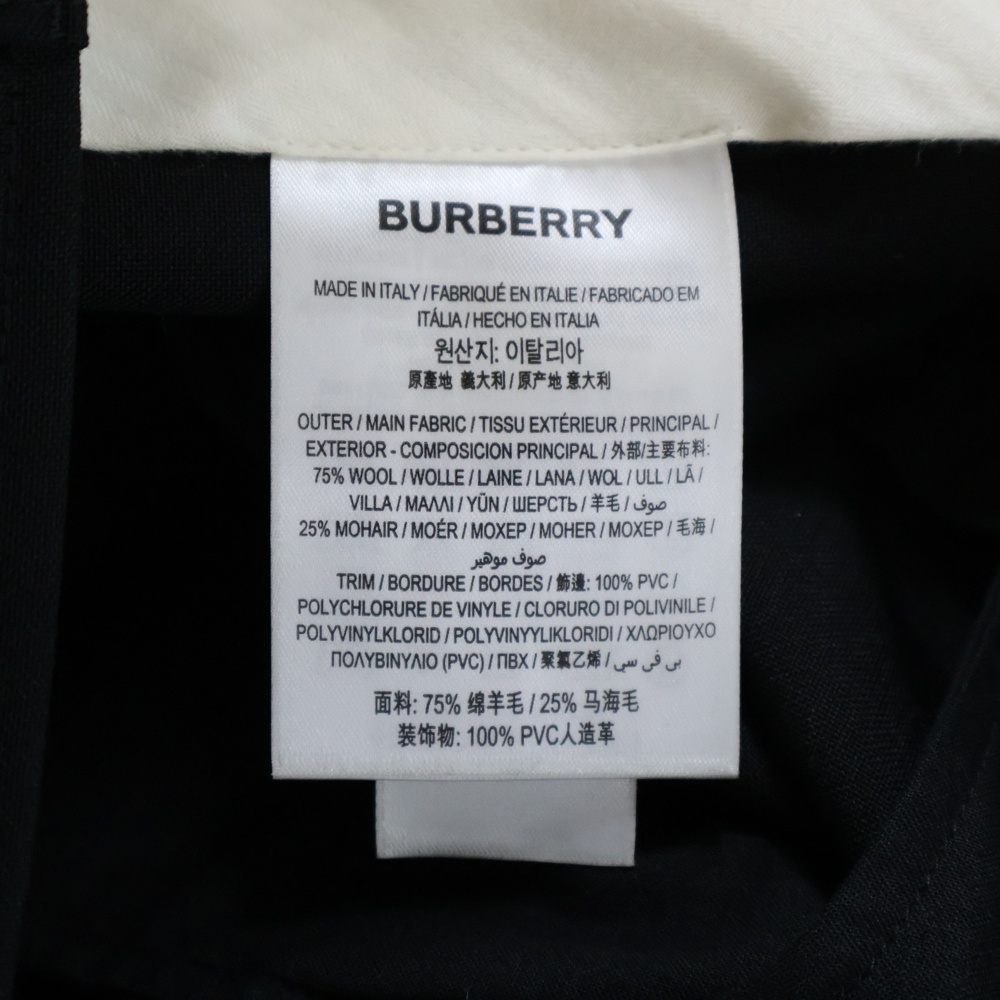 BURBERRY
MADE IN ITALY / FABRIQUÉ EN ITALIE / FABRICADO EM
ITÁLIA / HECHO EN ITALIA
원산지: 이탈리아
原產地 義大利 / 原产地 意大利
OUTER / MAIN FABRIC / TISSU EXTÉRIEUR / PRINCIPAL /
EXTERIOR - COMPOSICION PRINCIPAL / 外部/主要布料:
75% WOOL / WOLLE / LAINE / LANA / WOL / ULL / LÃ /
VILLA / ΜΑΛΛΙ / YÜN / ШЕРСТЬ / 羊毛 / صوف
25% MOHAIR / MOÉR / МОХЕР / MOHER / MOXEP / 毛海 /
صوف موهير
TRIM / BORDURE / BORDES / 飾邊: 100% PVC /
POLYCHLORURE DE VINYLE / CLORURO DI POLIVINILE /
POLYVINYLKLORID / POLYVINYYLIKLORIDI / ΧΛΩΡΙΟΥΧΟ
ΠΟΛΥΒΙΝΥΛΙΟ (PVC) / ПВХ / 聚氯乙烯 / بي في سي
面料: 75% 绵羊毛 / 25% 马海毛
装饰物: 100% PVC人造革